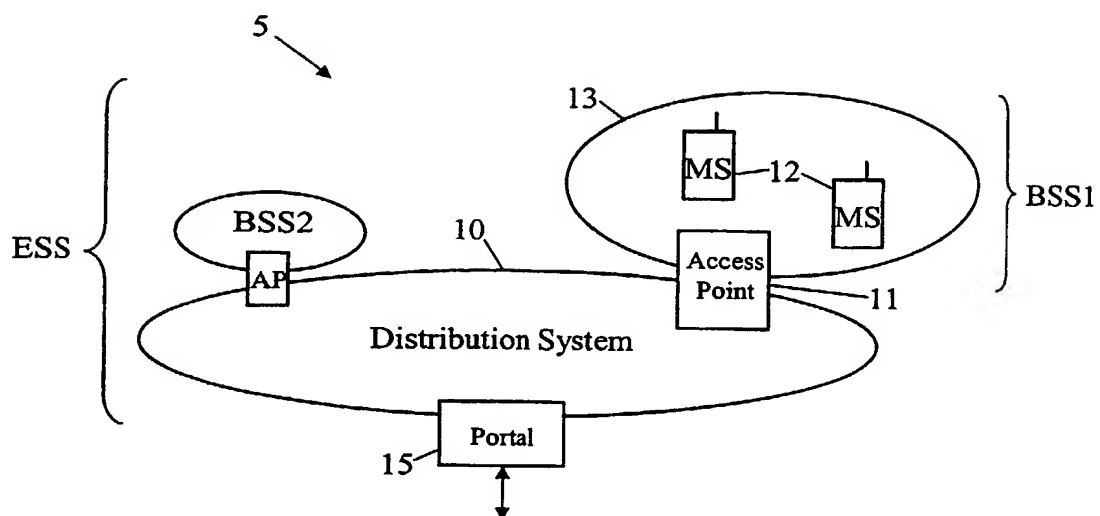 5
13
MS
12
MS
BSS1
ESS
BSS2
10
AP
Access
Point
11
Distribution System
Portal
15